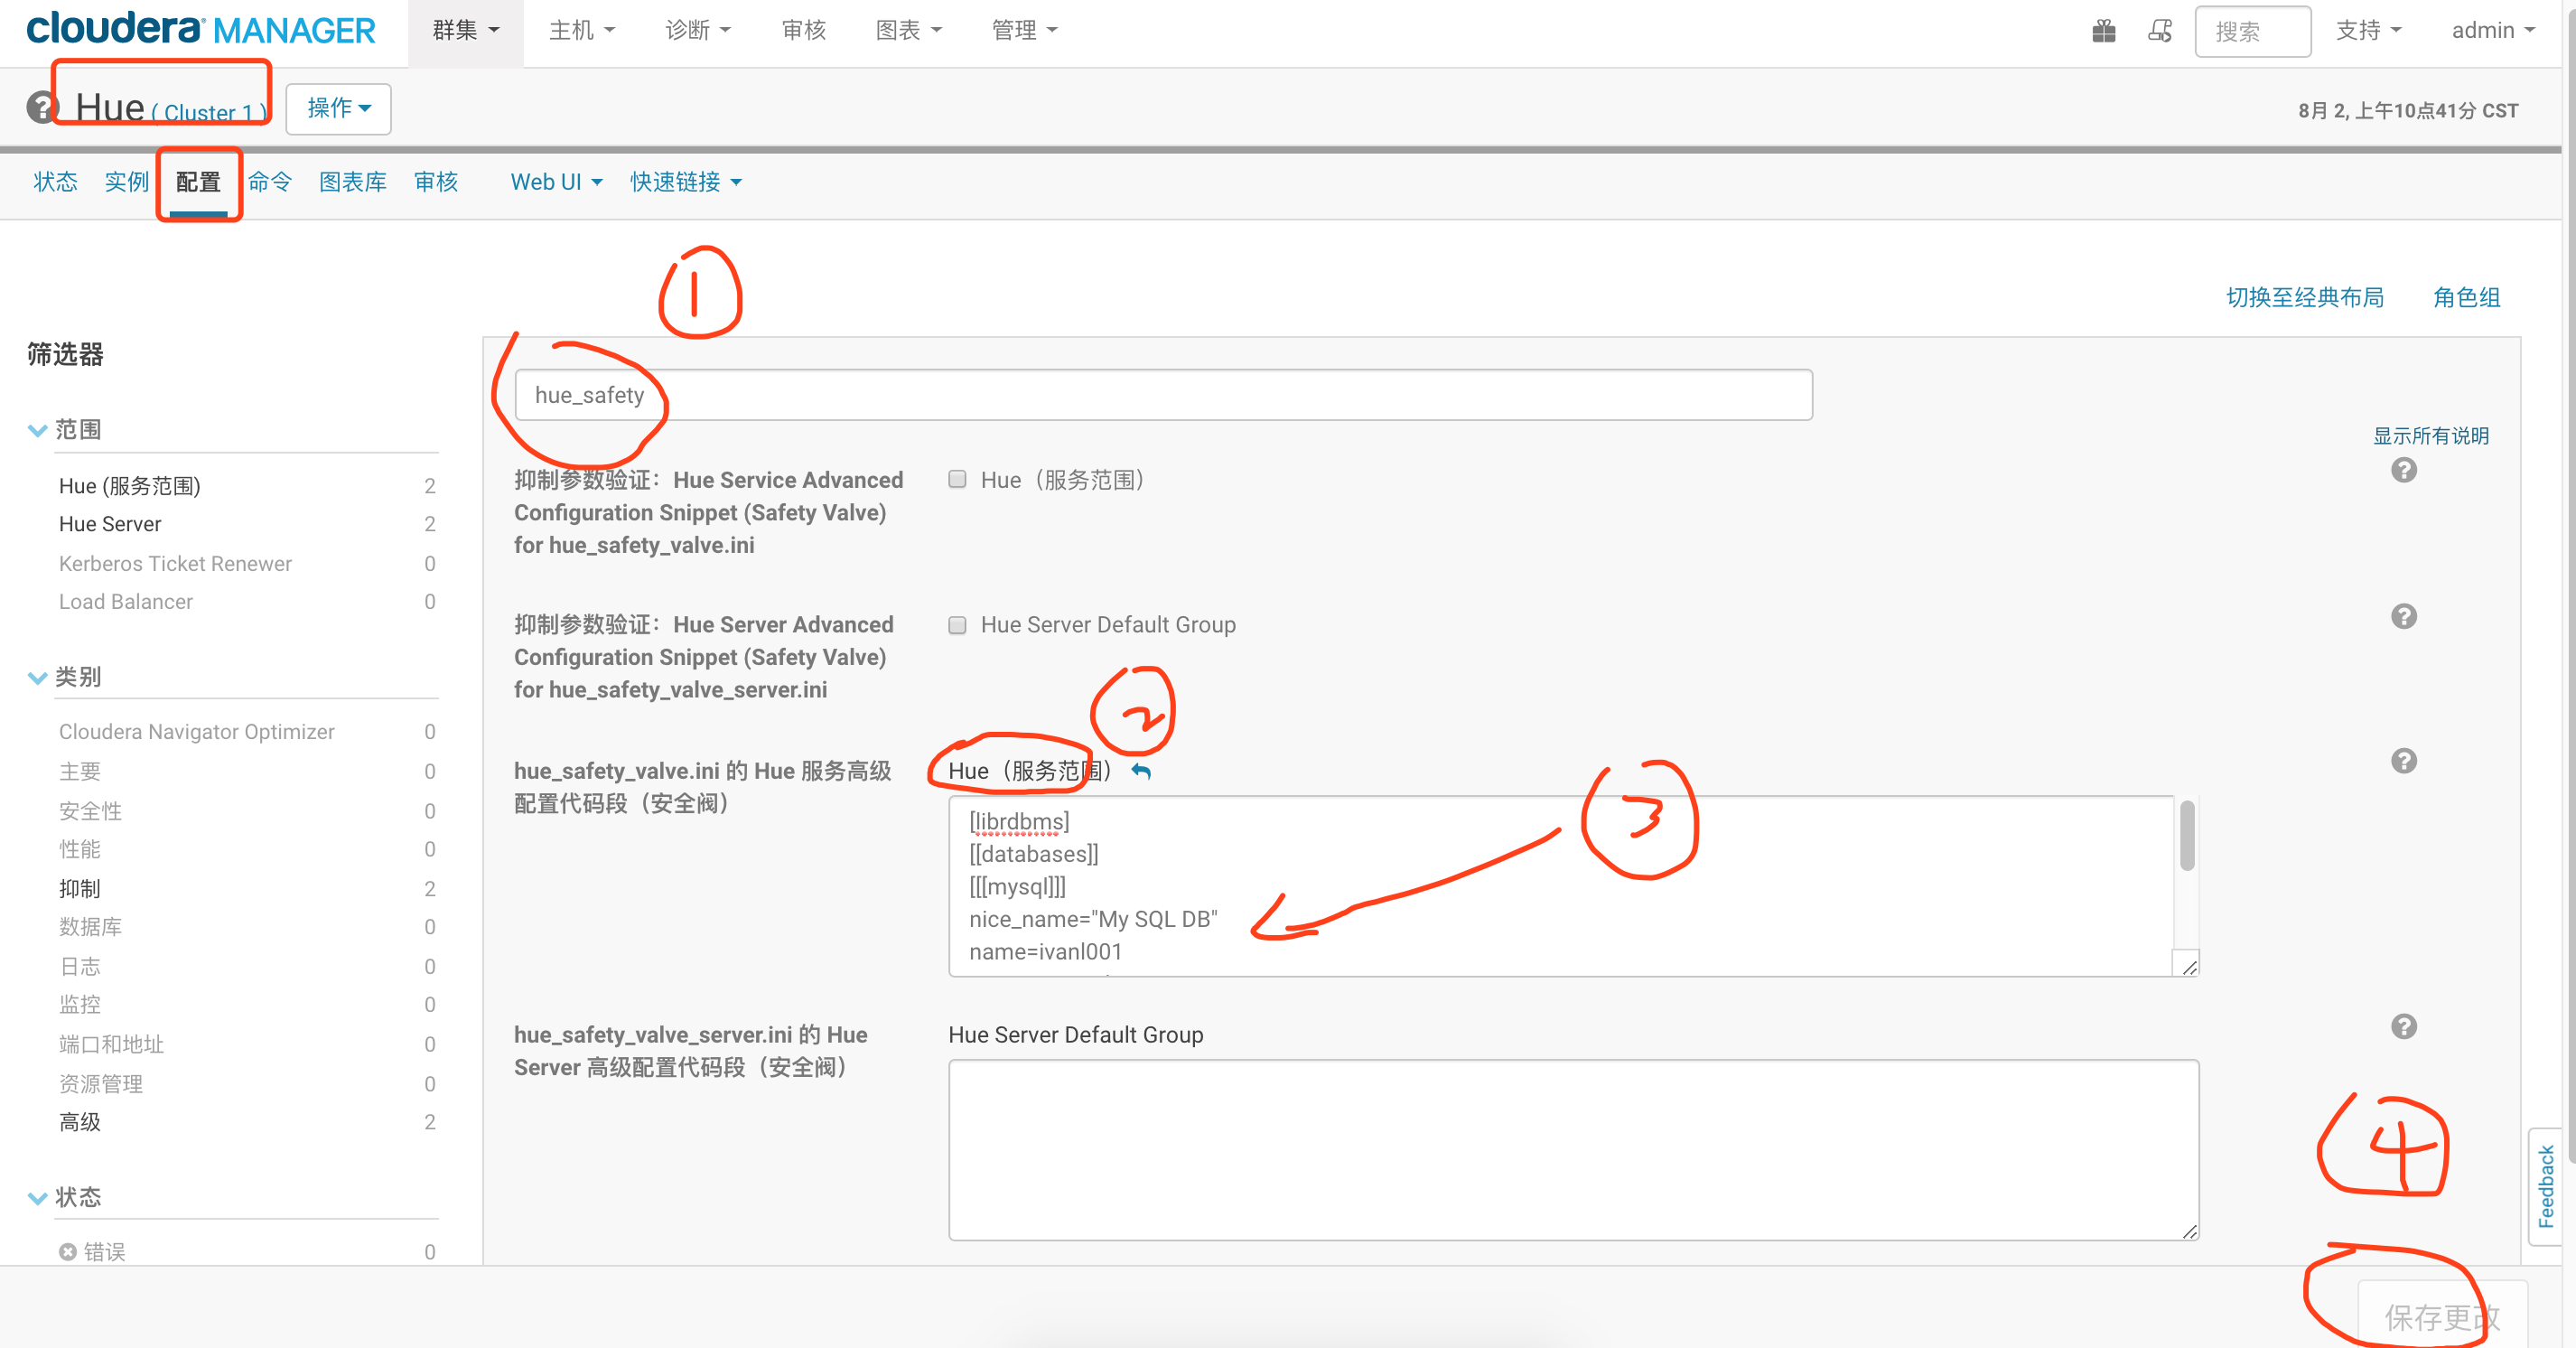 cloudera MANAGER 群集 主机 诊断 审核 图表 管理 搜索 支持 admin
Hue ( Cluster 1 ) 操作 8月 2, 上午10点41分 CST
状态 实例 配置 命令 图表库 审核 Web UI 快速链接
1
切换至经典布局 角色组
筛选器
hue_safety
显示所有说明
范围
Hue (服务范围) 2
Hue Server 2
Kerberos Ticket Renewer 0
Load Balancer 0
类别
Cloudera Navigator Optimizer 0
主要 0
安全性 0
性能 0
抑制 2
数据库 0
日志 0
监控 0
端口和地址 0
资源管理 0
高级 2
状态
错误 0
抑制参数验证：Hue Service Advanced
Configuration Snippet (Safety Valve)
for hue_safety_valve.ini
Hue（服务范围）
抑制参数验证：Hue Server Advanced
Configuration Snippet (Safety Valve)
for hue_safety_valve_server.ini
Hue Server Default Group
2
hue_safety_valve.ini 的 Hue 服务高级
配置代码段（安全阀）
Hue（服务范围）
3
[librdbms]
[[databases]]
[[[mysql]]]
nice_name="My SQL DB"
name=ivanl001
hue_safety_valve_server.ini 的 Hue
Server 高级配置代码段（安全阀）
Hue Server Default Group
4
Feedback
保存更改